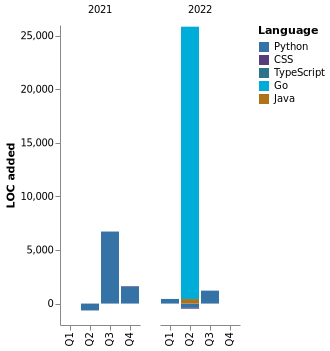 2021 2022
Language
Python
CSS
TypeScript
Go
Java
LOC added
25,000
20,000
15,000
10,000
5,000
0
Q1 Q2 Q3 Q4 Q1 Q2 Q3 Q4